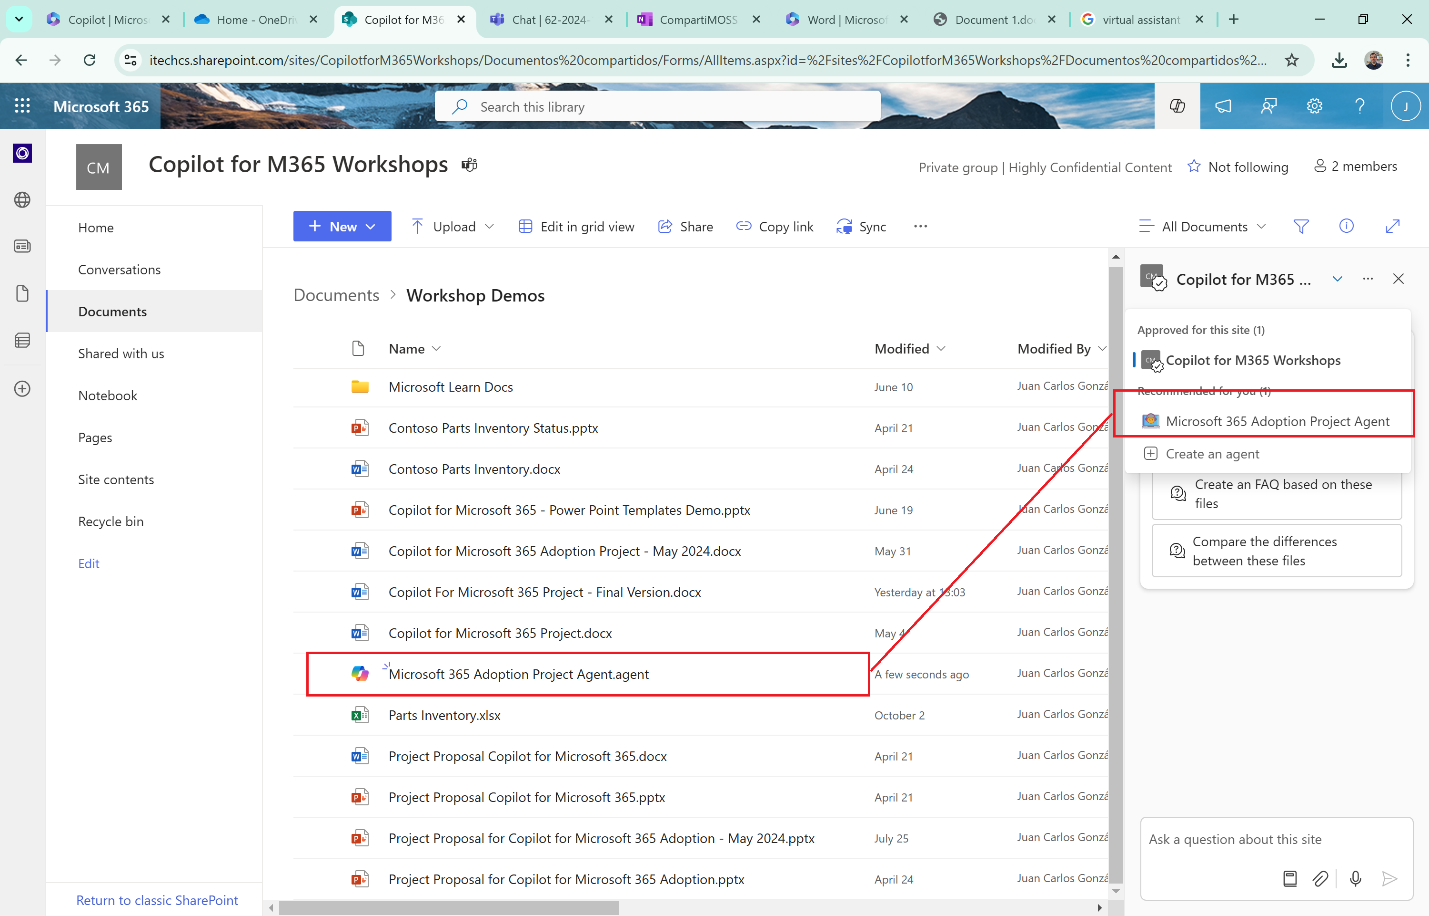 Copilot | Micros
Home - OneDri
Copilot for M36
Chat | 62-2024-
CompartiMOSS
Word | Microso
Document 1.do
virtual assistant
itechcs.sharepoint.com/sites/CopilotforM365Workshops/Documentos%20compartidos/Forms/AllItems.aspx?id=%2Fsites%2FCopilotforM365Workshops%2FDocumentos%20compartidos%2...
Microsoft 365
Search this library
J
CM
Copilot for M365 Workshops
Private group | Highly Confidential Content
Not following
2 members
Home
Conversations
Documents
Shared with us
Notebook
Pages
Site contents
Recycle bin
Edit
Return to classic SharePoint
New
Upload
Edit in grid view
Share
Copy link
Sync
All Documents
Documents > Workshop Demos
Name
Modified
Modified By
Microsoft Learn Docs
June 10
Juan Carlos Gonzá
Contoso Parts Inventory Status.pptx
April 21
Juan Carlos Gonzá
Contoso Parts Inventory.docx
April 24
Juan Carlos Gonzá
Copilot for Microsoft 365 - Power Point Templates Demo.pptx
June 19
Juan Carlos Gonzá
Copilot for Microsoft 365 Adoption Project - May 2024.docx
May 31
Juan Carlos Gonzá
Copilot For Microsoft 365 Project - Final Version.docx
Yesterday at 13:03
Juan Carlos Gonzá
Copilot for Microsoft 365 Project.docx
May 4
Juan Carlos Gonzá
Microsoft 365 Adoption Project Agent.agent
A few seconds ago
Juan Carlos Gonzá
Parts Inventory.xlsx
October 2
Juan Carlos Gonzá
Project Proposal Copilot for Microsoft 365.docx
April 21
Juan Carlos Gonzá
Project Proposal Copilot for Microsoft 365.pptx
April 21
Juan Carlos Gonzá
Project Proposal for Copilot for Microsoft 365 Adoption - May 2024.pptx
July 25
Juan Carlos Gonzá
Project Proposal for Copilot for Microsoft 365 Adoption.pptx
April 24
Juan Carlos Gonzá
CM
Copilot for M365 ...
Approved for this site (1)
CM
Copilot for M365 Workshops
Recommended for you (1)
Microsoft 365 Adoption Project Agent
Create an agent
Create an FAQ based on these
files
Compare the differences
between these files
Ask a question about this site